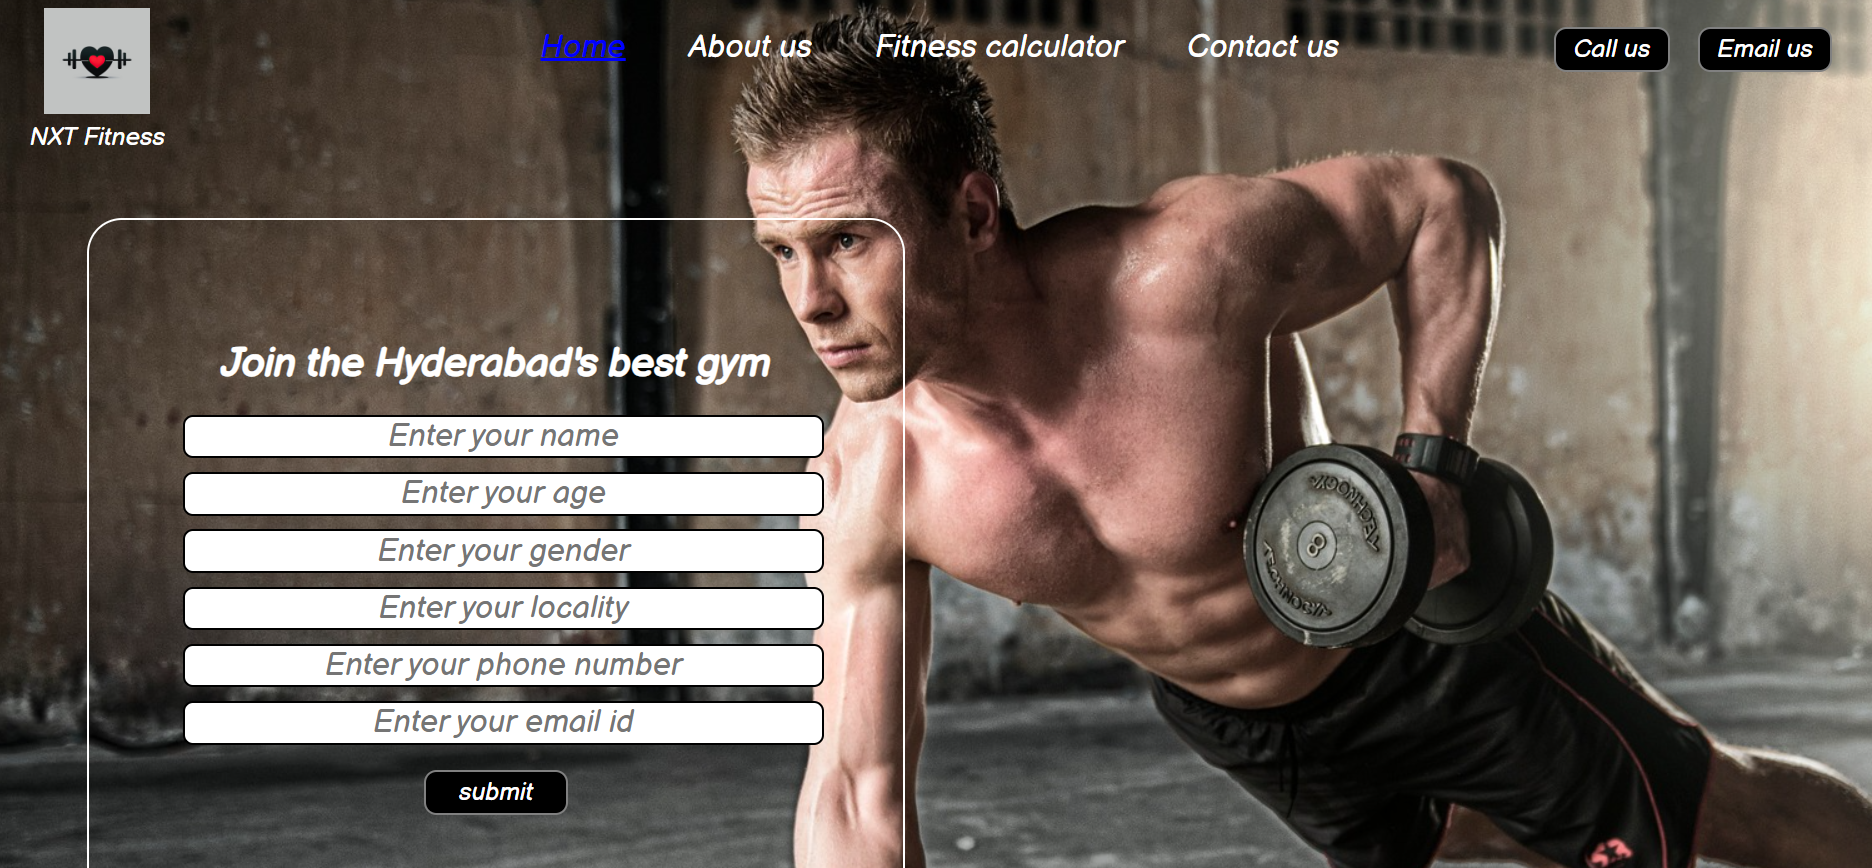 Home About us Fitness calculator Contact us Call us Email us
NXT Fitness
Join the Hyderabad's best gym
Enter your name
Enter your age
Enter your gender
Enter your locality
Enter your phone number
Enter your email id
submit
8